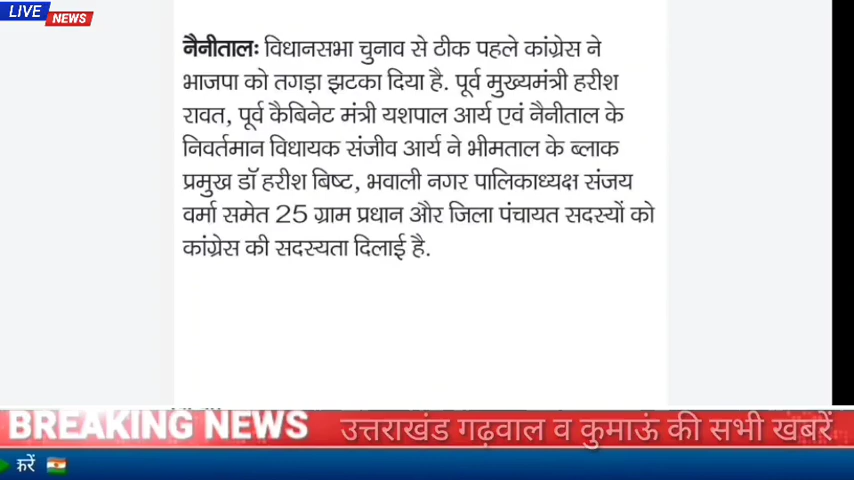 LIVE
NEWS
नैनीतालः विधानसभा चुनाव से ठीक पहले कांग्रेस ने
भाजपा को तगड़ा झटका दिया है. पूर्व मुख्यमंत्री हरीश
रावत, पूर्व कैबिनेट मंत्री यशपाल आर्य एवं नैनीताल के
निवर्तमान विधायक संजीव आर्य ने भीमताल के ब्लाक
प्रमुख डॉ हरीश बिष्ट, भवाली नगर पालिकाध्यक्ष संजय
वर्मा समेत 25 ग्राम प्रधान और जिला पंचायत सदस्यों को
कांग्रेस की सदस्यता दिलाई है.
BREAKING NEWS उत्तराखंड गढ़वाल व कुमाऊं की सभी खबरें